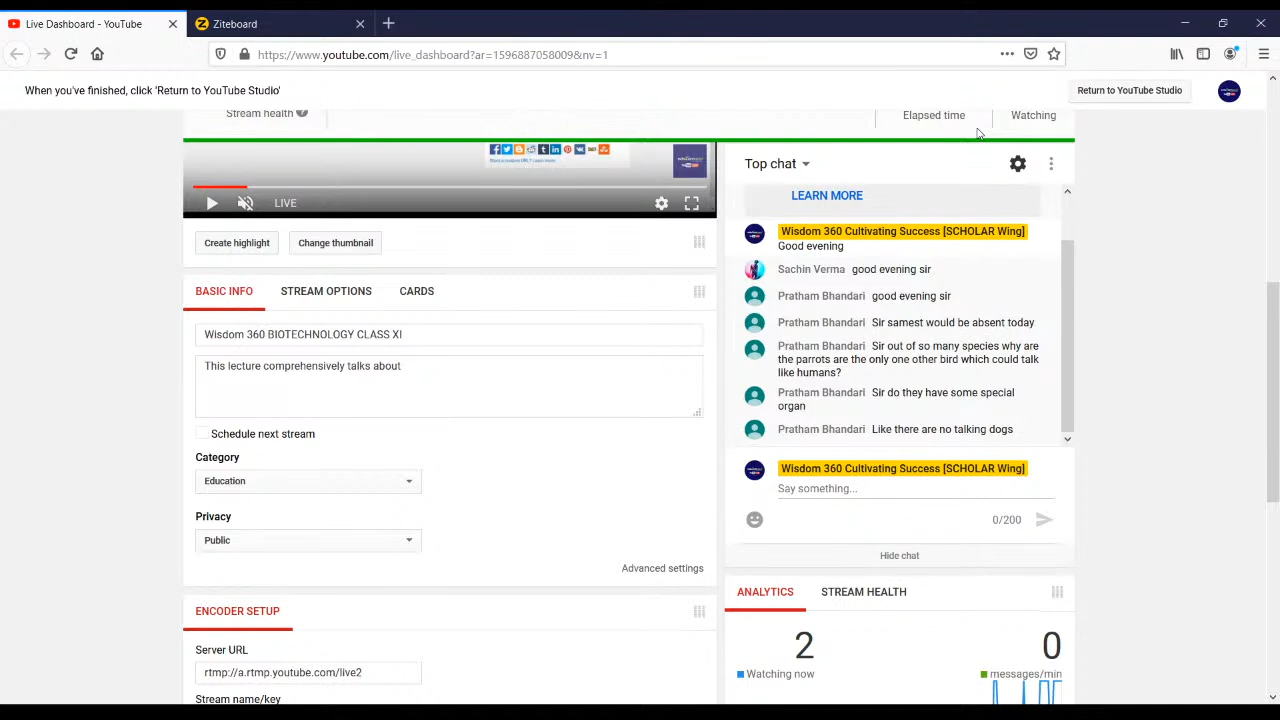 Live Dashboard - YouTube
Ziteboard
https://www.youtube.com/live_dashboard?ar=1596887058009&nv=1
When you've finished, click 'Return to YouTube Studio'
Return to YouTube Studio
Stream health
Elapsed time
Watching
Top chat
LEARN MORE
LIVE
Create highlight
Change thumbnail
Wisdom 360 Cultivating Success [SCHOLAR Wing]
Good evening
Sachin Verma good evening sir
Pratham Bhandari good evening sir
Pratham Bhandari Sir samest would be absent today
Pratham Bhandari Sir out of so many species why are
the parrots are the only one other bird which could talk
like humans?
Pratham Bhandari Sir do they have some special
organ
Pratham Bhandari Like there are no talking dogs
Wisdom 360 Cultivating Success [SCHOLAR Wing]
Say something...
0/200
Hide chat
BASIC INFO
STREAM OPTIONS
CARDS
Wisdom 360 BIOTECHNOLOGY CLASS XI
This lecture comprehensively talks about
Schedule next stream
Category
Education
Privacy
Public
Advanced settings
ENCODER SETUP
Server URL
rtmp://a.rtmp.youtube.com/live2
Stream name/key
ANALYTICS
STREAM HEALTH
2
Watching now
0
messages/min